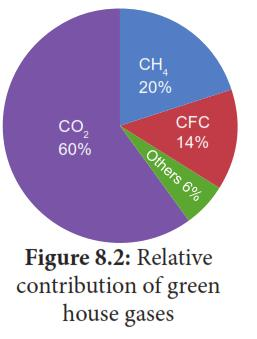 CH₄
20%
CFC
14%
Others 6%
CO₂
60%
Figure 8.2: Relative
contribution of green
house gases